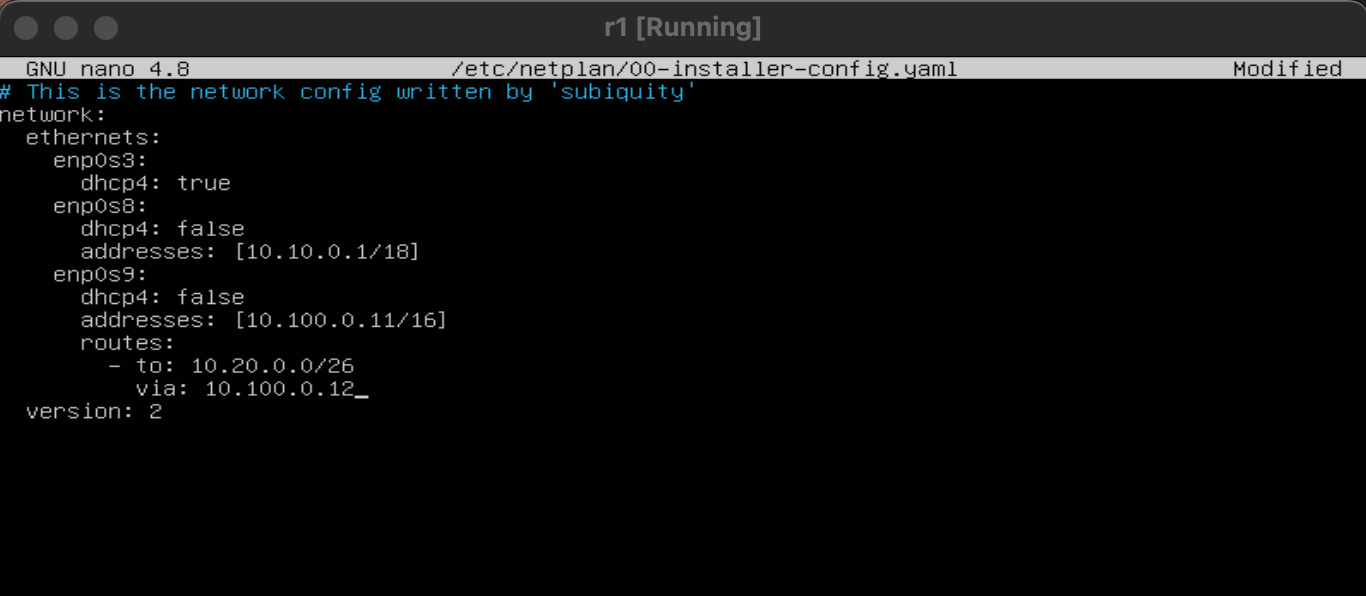 r1 [Running]
GNU nano 4.8 /etc/netplan/00-installer-config.yaml Modified
# This is the network config written by 'subiquity'
network:
  ethernets:
    enp0s3:
      dhcp4: true
    enp0s8:
      dhcp4: false
      addresses: [10.10.0.1/18]
    enp0s9:
      dhcp4: false
      addresses: [10.100.0.11/16]
      routes:
        - to: 10.20.0.0/26
          via: 10.100.0.12_
  version: 2